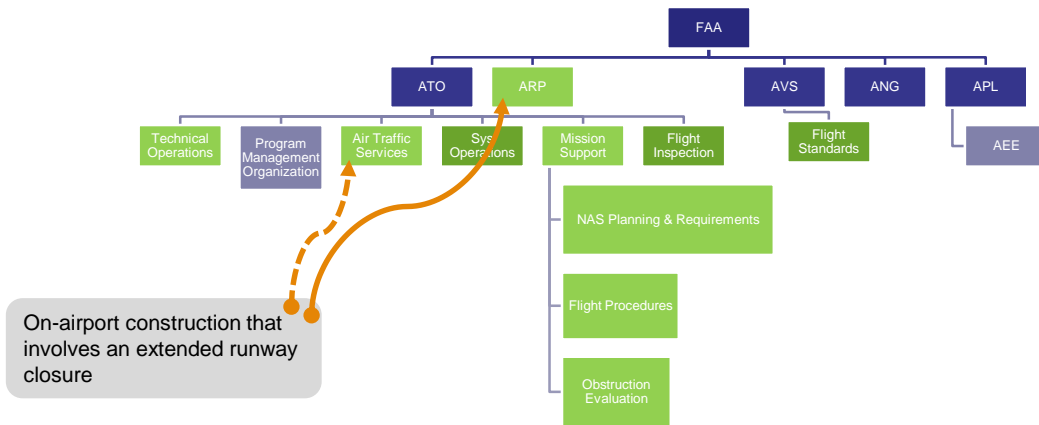 FAA
ATO
ARP
AVS
ANG
APL
Technical
Operations
Program
Management
Organization
Air Traffic
Services
Sys
Operations
Mission
Support
Flight
Inspection
Flight
Standards
AEE
NAS Planning & Requirements
Flight Procedures
Obstruction
Evaluation
On-airport construction that
involves an extended runway
closure